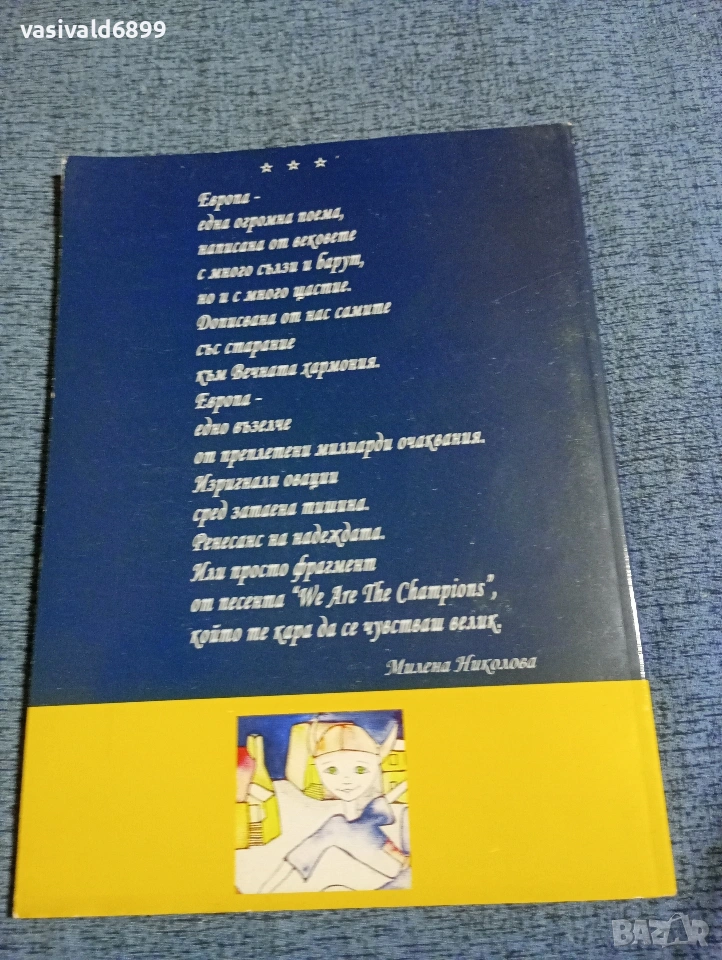 vasivald6899
* * *
Европа -
една огромна поема,
написана от вековете
с много сълзи и барут,
но и с много щастие.
Дописвана от нас самите
със старание
към Вечната хармония.
Европа -
едно възелче
от преплетени милиарди очаквания.
Изригнали овации
сред затаена тишина.
Ренесанс на надеждата.
Или просто фрагмент
от песента "We Are The Champions",
който те кара да се чувстваш велик.
Милена Николова
BAZAR